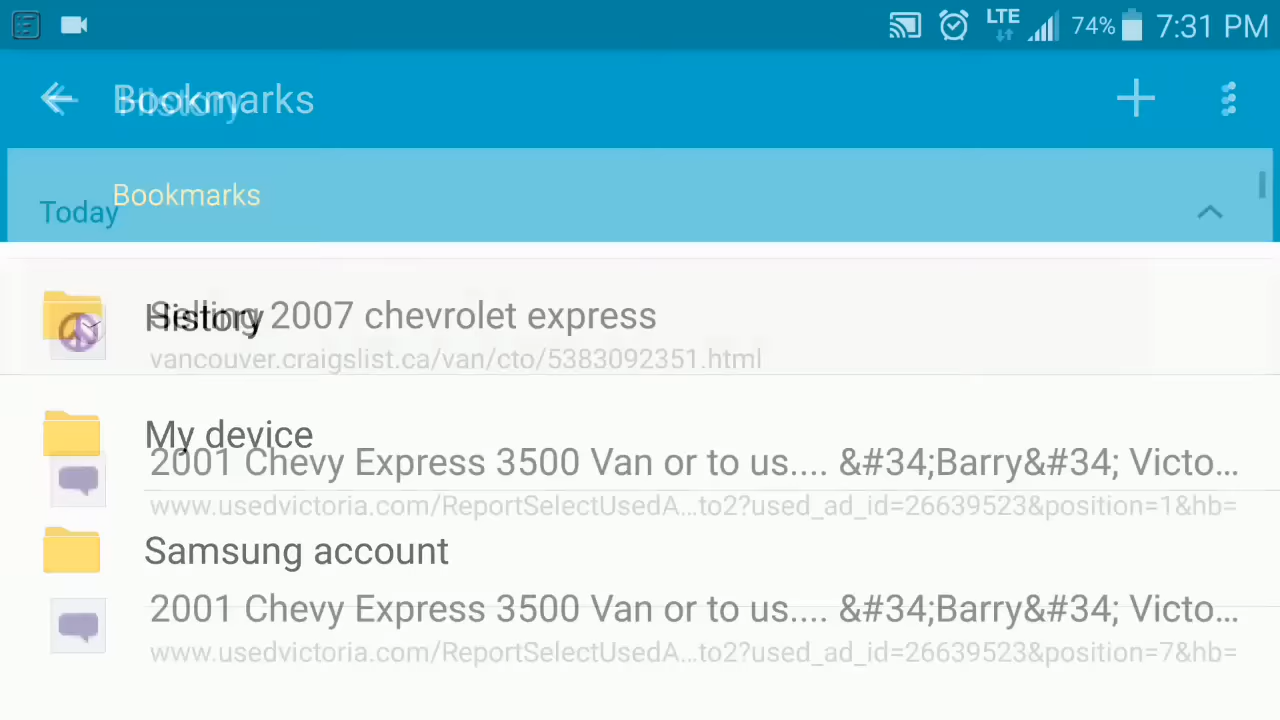 LTE 74% 7:31 PM
Bookmarks
History
Bookmarks
Today
History
Selling 2007 chevrolet express
vancouver.craigslist.ca/van/cto/5383092351.html
My device
2001 Chevy Express 3500 Van or to us.... &#34;Barry&#34; Victo...
www.usedvictoria.com/ReportSelectUsedA...to2?used_ad_id=26639523&position=1&hb=
Samsung account
2001 Chevy Express 3500 Van or to us.... &#34;Barry&#34; Victo...
www.usedvictoria.com/ReportSelectUsedA...to2?used_ad_id=26639523&position=7&hb=